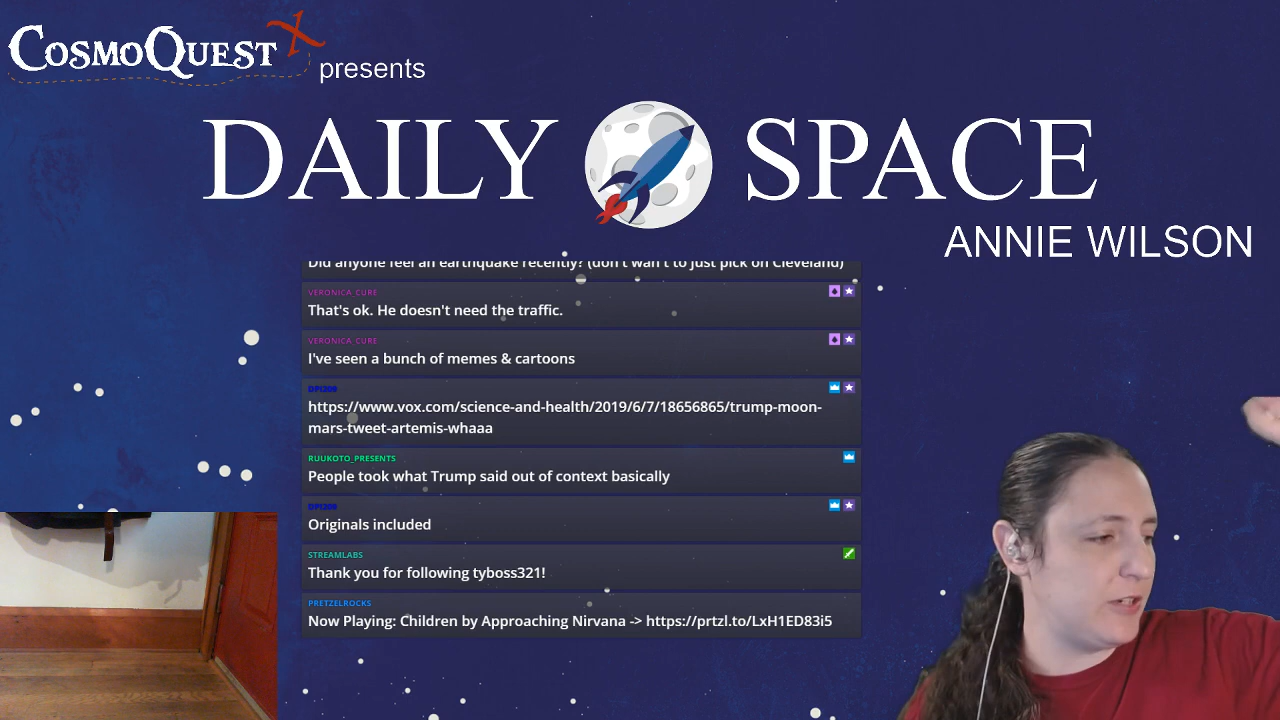 CosmoQuest X
presents
DAILY SPACE
ANNIE WILSON
Did anyone feel an earthquake recently? (don't wan't to just pick on Cleveland)
VERONICA_CURE
That's ok. He doesn't need the traffic.
VERONICA_CURE
I've seen a bunch of memes & cartoons
https://www.vox.com/science-and-health/2019/6/7/18656865/trump-moon-
mars-tweet-artemis-whaaa
RUUKOTO_PRESENTS
People took what Trump said out of context basically
Originals included
STREAMLABS
Thank you for following tyboss321!
PRETZELROCKS
Now Playing: Children by Approaching Nirvana -> https://prtzl.to/LxH1ED83i5